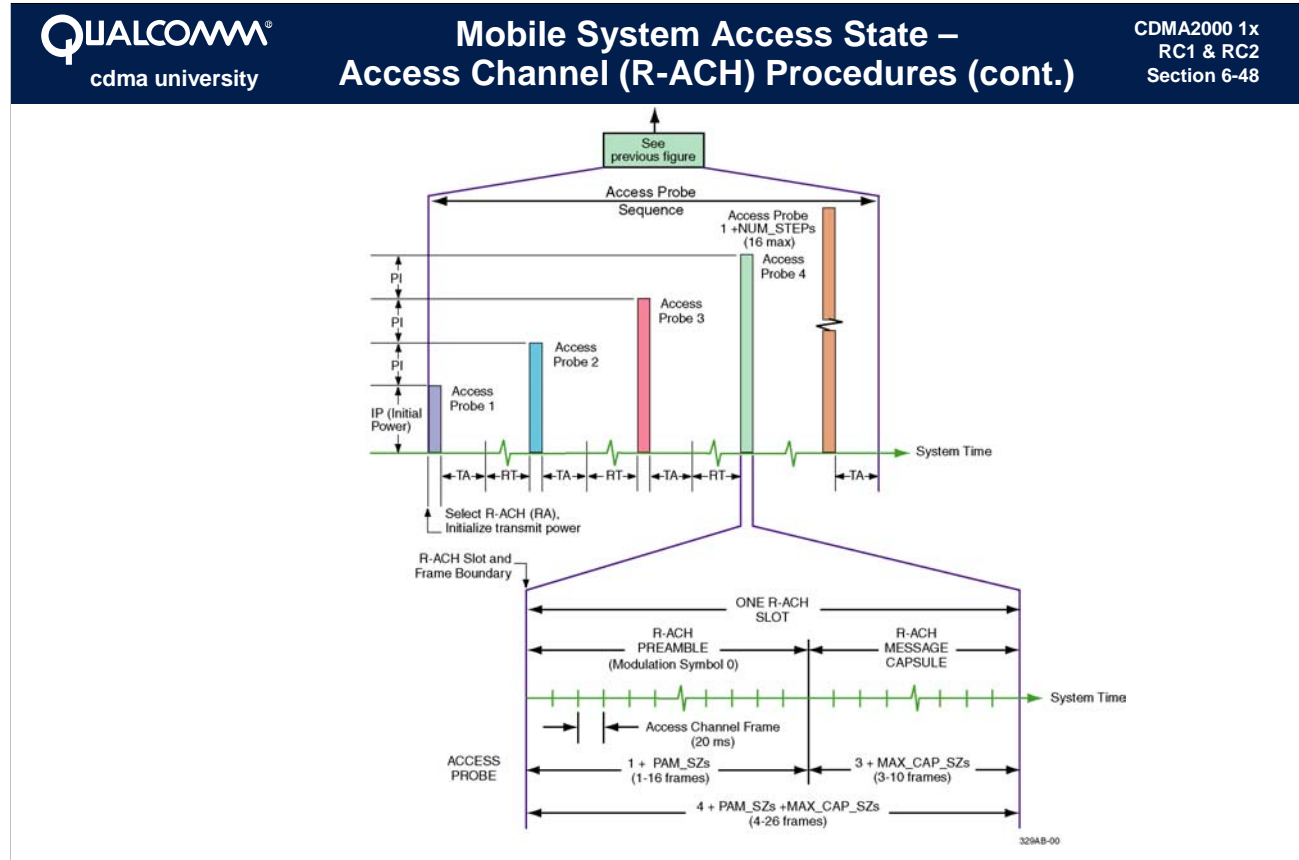 QUALCOMM®
cdma university
Mobile System Access State –
Access Channel (R-ACH) Procedures (cont.)
CDMA2000 1x
RC1 & RC2
Section 6-48
See
previous figure
Access Probe
Sequence
Access Probe
1 +NUM_STEPs
(16 max)
Access
Probe 4
PI
Access
Probe 3
PI
Access
Probe 2
PI
Access
Probe 1
IP (Initial
Power)
System Time
TA
RT
TA
RT
TA
RT
TA
Select R-ACH (RA),
Initialize transmit power
R-ACH Slot and
Frame Boundary
ONE R-ACH
SLOT
R-ACH
PREAMBLE
(Modulation Symbol 0)
R-ACH
MESSAGE
CAPSULE
System Time
Access Channel Frame
(20 ms)
ACCESS
PROBE
1 + PAM_SZs
(1-16 frames)
3 + MAX_CAP_SZs
(3-10 frames)
4 + PAM_SZs +MAX_CAP_SZs
(4-26 frames)
329AB-00